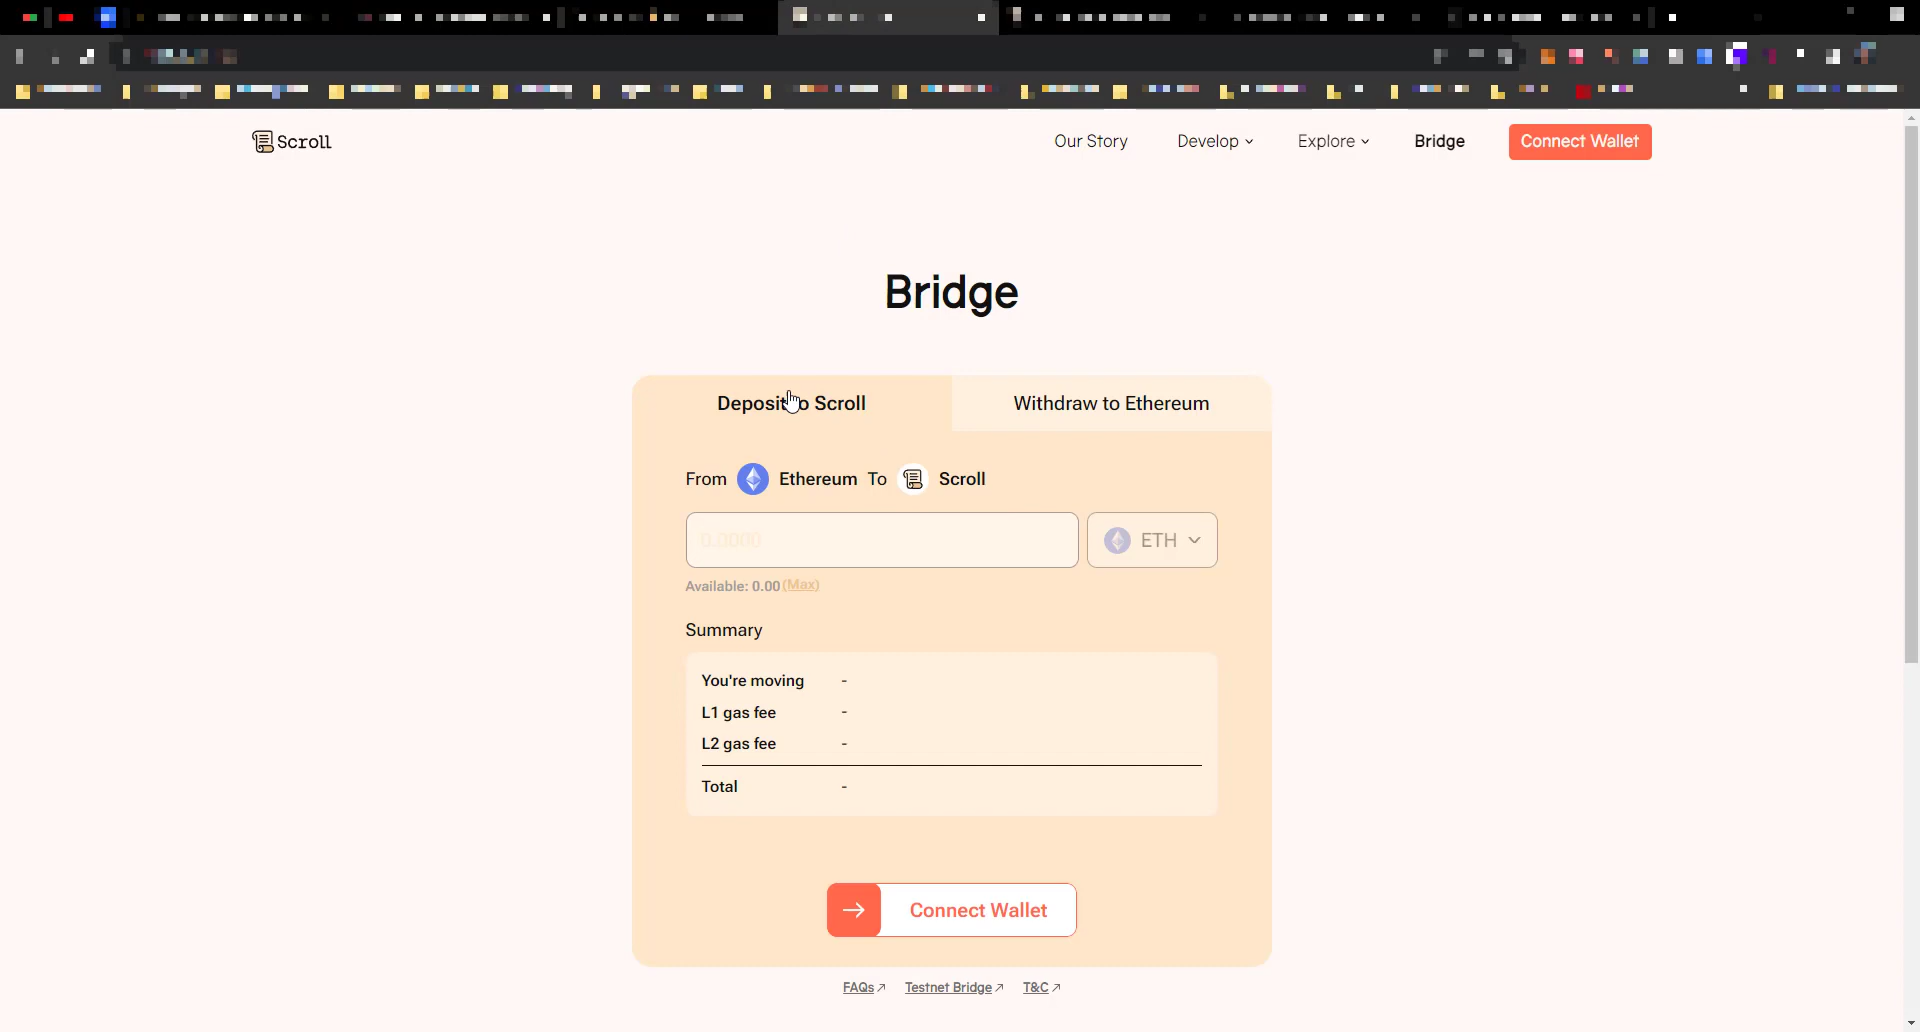 Scroll
Our Story
Develop
Explore
Bridge
Connect Wallet
Bridge
Deposit to Scroll
Withdraw to Ethereum
From Ethereum To Scroll
0.0000
ETH
Available: 0.00 (Max)
Summary
You're moving -
L1 gas fee -
L2 gas fee -
Total -
Connect Wallet
FAQs
Testnet Bridge
T&C